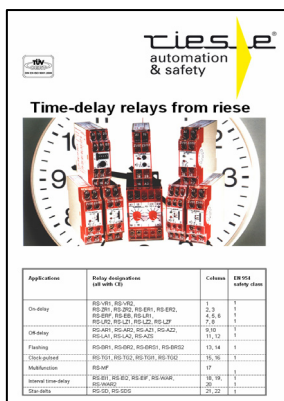 riese
automation
& safety
TÜV
Time-delay relays from riese
Applications Relay designations (all with CE) Column EN 954 safety class
On-delay RS-VR1, RS-VR2, 1 1
RS-ZR1, RS-ZR2, RS-ER1, RS-ER2, 2, 3 1
RS-ERF, RS-EB, RS-LR1, 4, 5, 6 1
RS-LR2, RS-LZ1, RS-LZ2, RS-LZF 7, 8 1
Off-delay RS-AR1, RS-AR2, RS-AZ1, RS-AZ2, 9,10 1
RS-LA1, RS-LA2, RS-AZS 11, 12 1
Flashing RS-BR1, RS-BR2, RS-BRS1, RS-BRS2 13, 14 1
Clock-pulsed RS-TG1, RS-TG2, RS-TGI1, RS-TGI2 15, 16 1
Multifunction RS-MF 17 1
Interval time-delay RS-EI1, RS-EI2, RS-EIF, RS-WAR, 18, 19, 1
RS-WAR2 20 1
Star-delta RS-SD, RS-SDS 21, 22 1